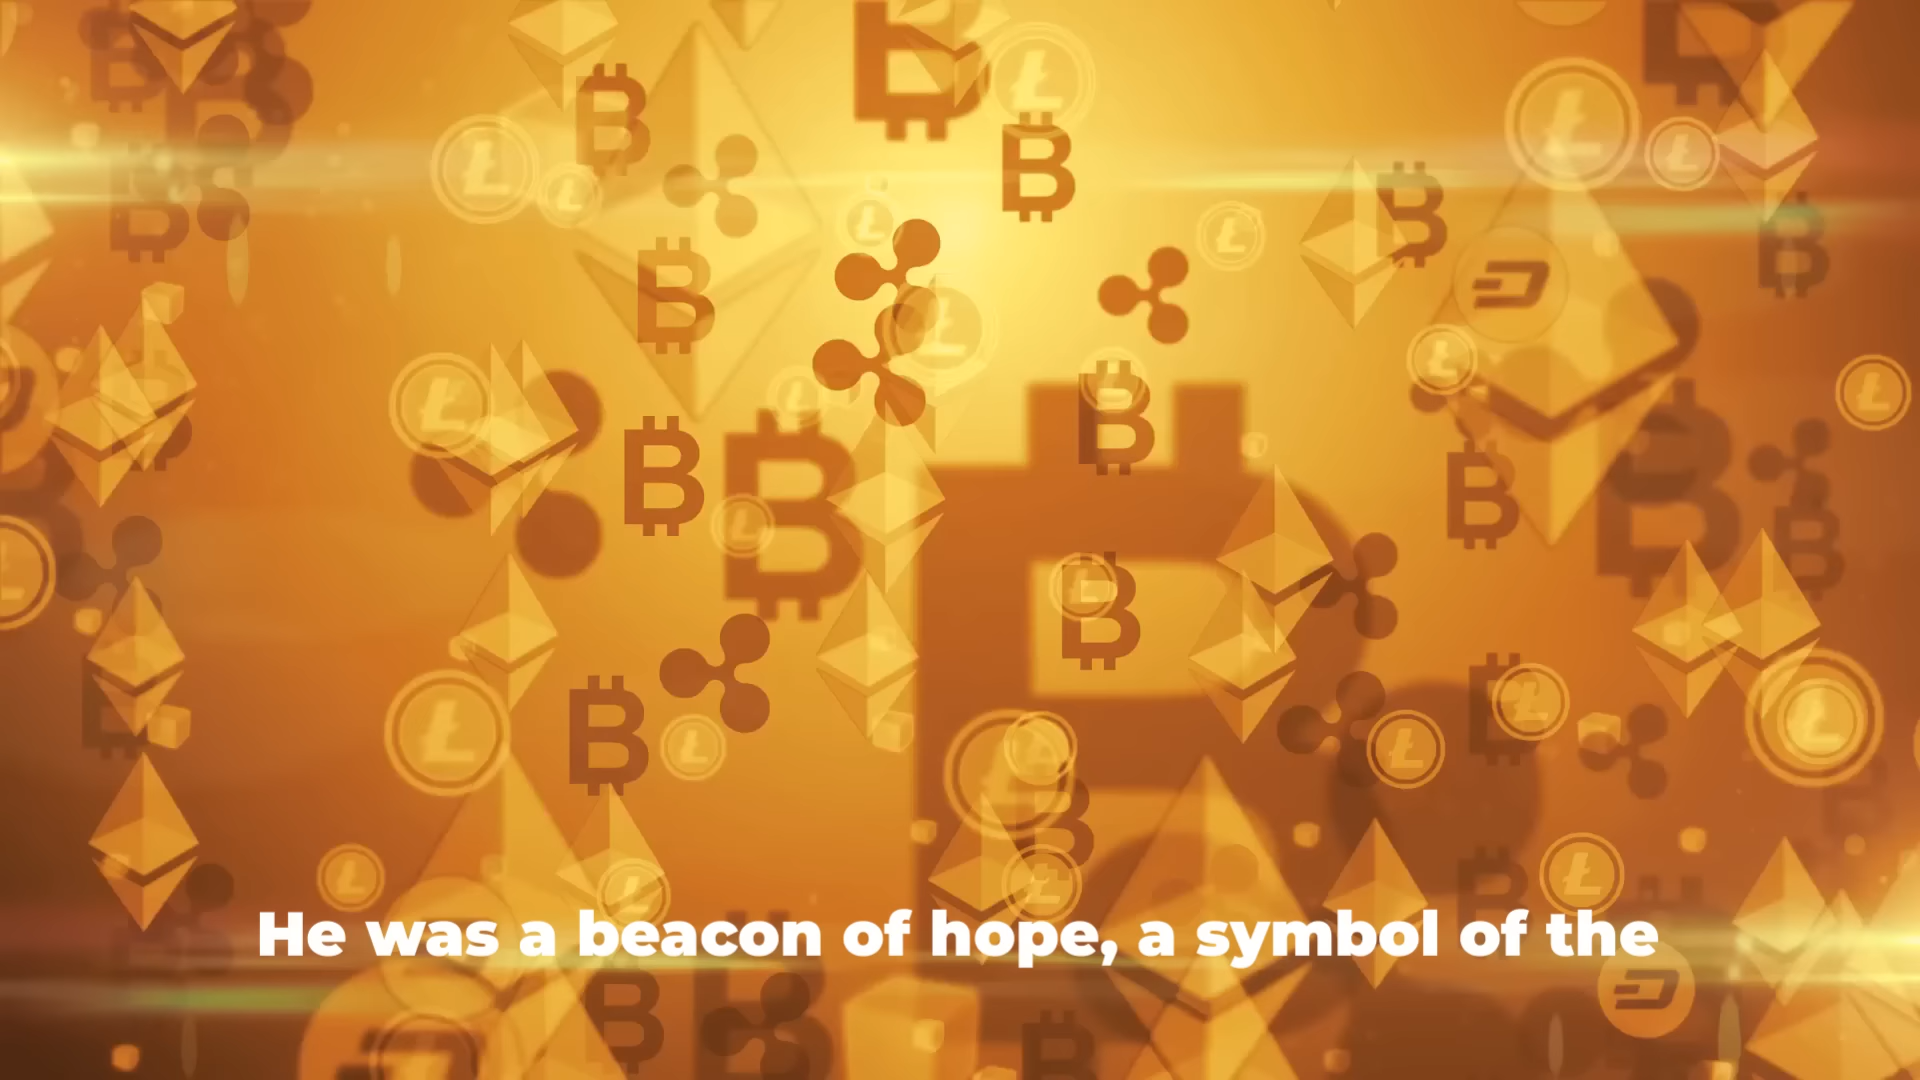 He was a beacon of hope, a symbol of the